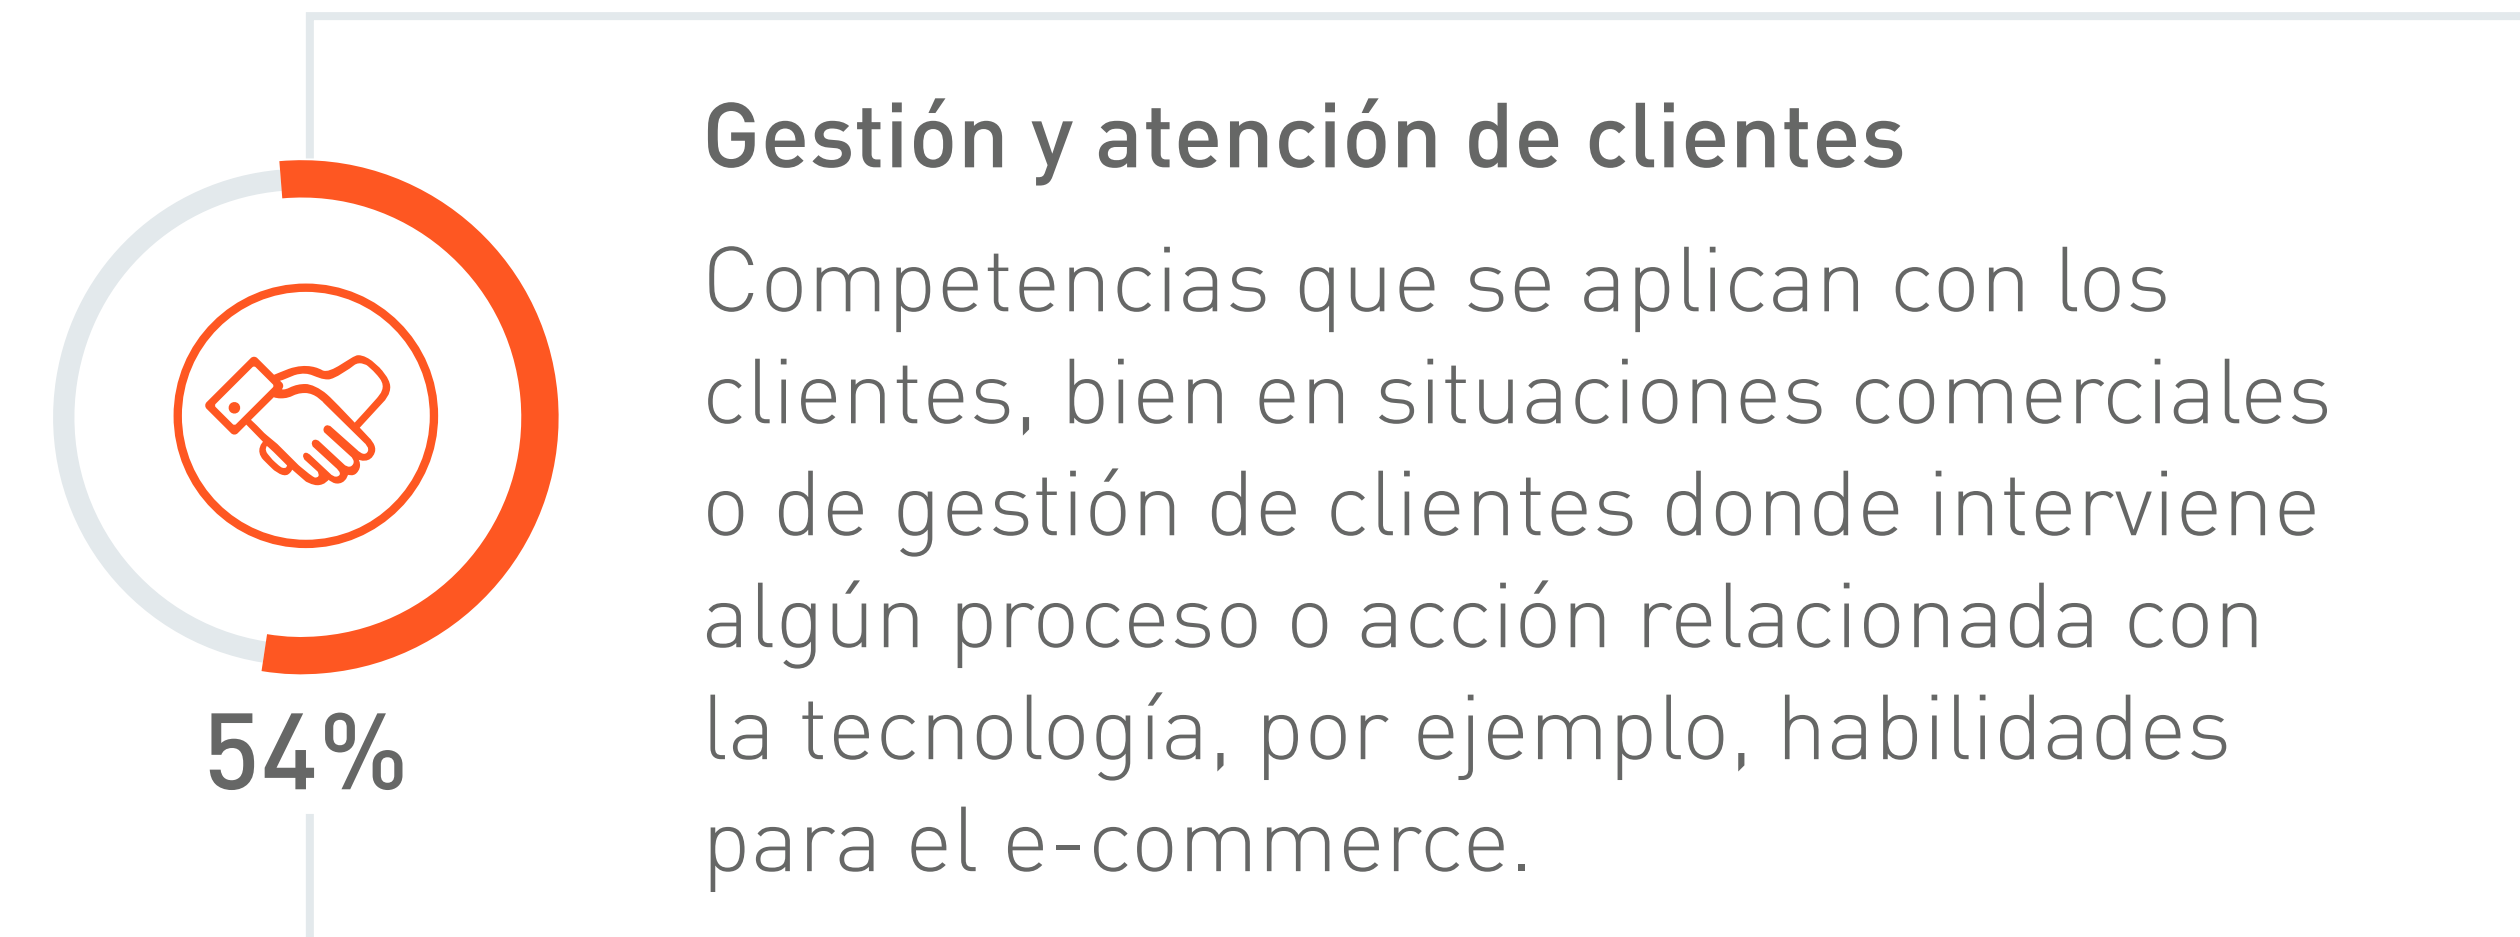 Gestión y atención de clientes
Competencias que se aplican con los
clientes, bien en situaciones comerciales
o de gestión de clientes donde interviene
algún proceso o acción relacionada con
la tecnología, por ejemplo, habilidades
para el e-commerce.
54%